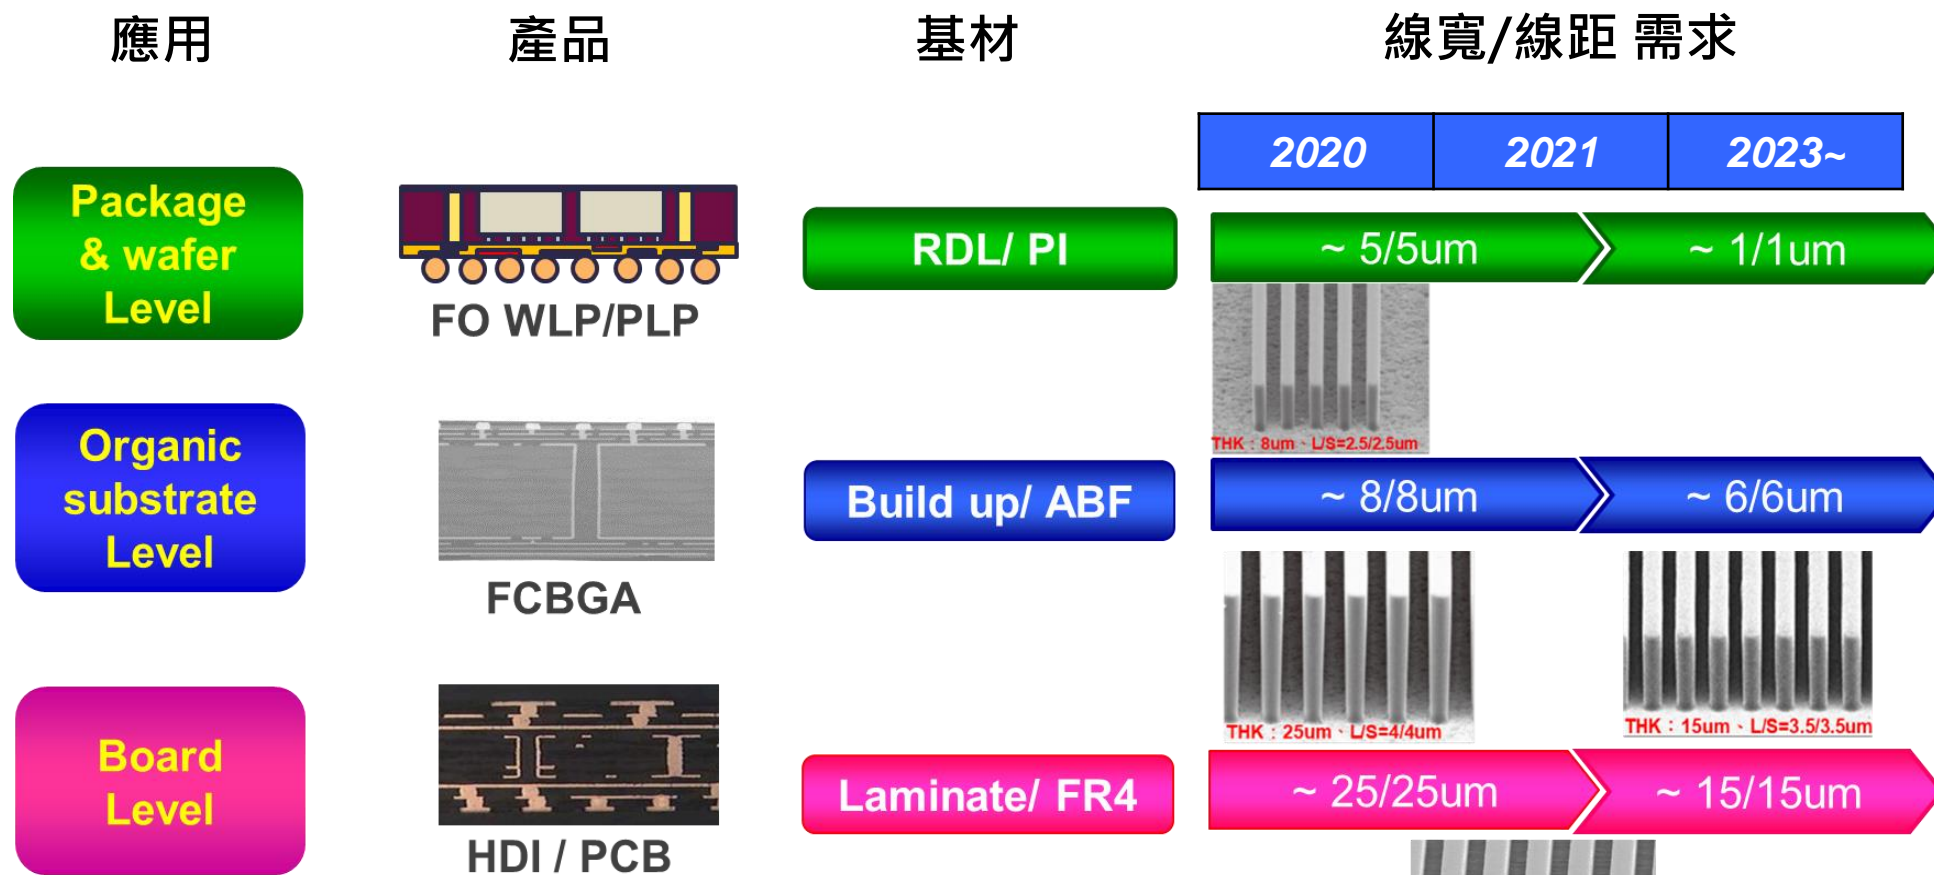 應用
產品
基材
線寬/線距 需求
2020
2021
2023~
Package
& wafer
Level
FO WLP/PLP
RDL/ PI
~ 5/5um
~ 1/1um
THK：8um、L/S=2.5/2.5um
Organic
substrate
Level
FCBGA
Build up/ ABF
~ 8/8um
~ 6/6um
THK：25um、L/S=4/4um
THK：15um、L/S=3.5/3.5um
Board
Level
HDI / PCB
Laminate/ FR4
~ 25/25um
~ 15/15um